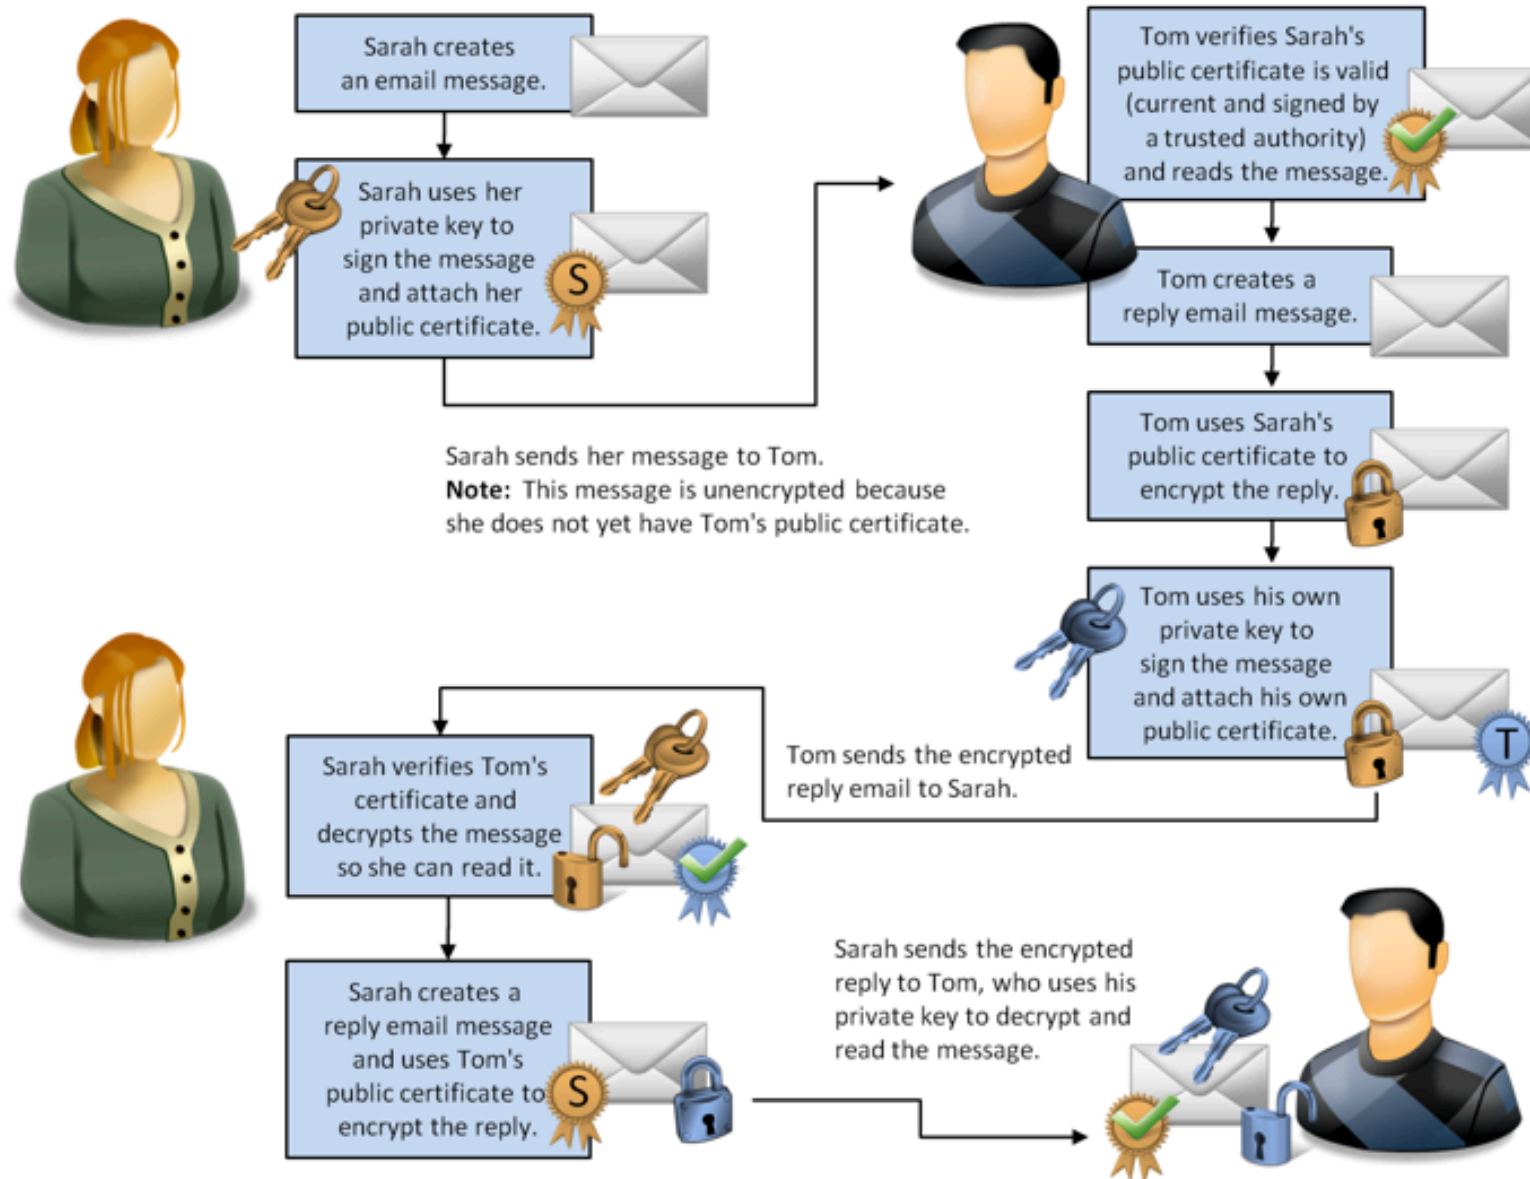 Sarah creates
an email message.
Sarah uses her
private key to
sign the message
and attach her
public certificate.
S
Sarah sends her message to Tom.
Note: This message is unencrypted because
she does not yet have Tom's public certificate.
Tom verifies Sarah's
public certificate is valid
(current and signed by
a trusted authority)
and reads the message.
Tom creates a
reply email message.
Tom uses Sarah's
public certificate to
encrypt the reply.
Tom uses his own
private key to
sign the message
and attach his own
public certificate.
T
Tom sends the encrypted
reply email to Sarah.
Sarah verifies Tom's
certificate and
decrypts the message
so she can read it.
Sarah creates a
reply email message
and uses Tom's
public certificate to
encrypt the reply.
S
Sarah sends the encrypted
reply to Tom, who uses his
private key to decrypt and
read the message.